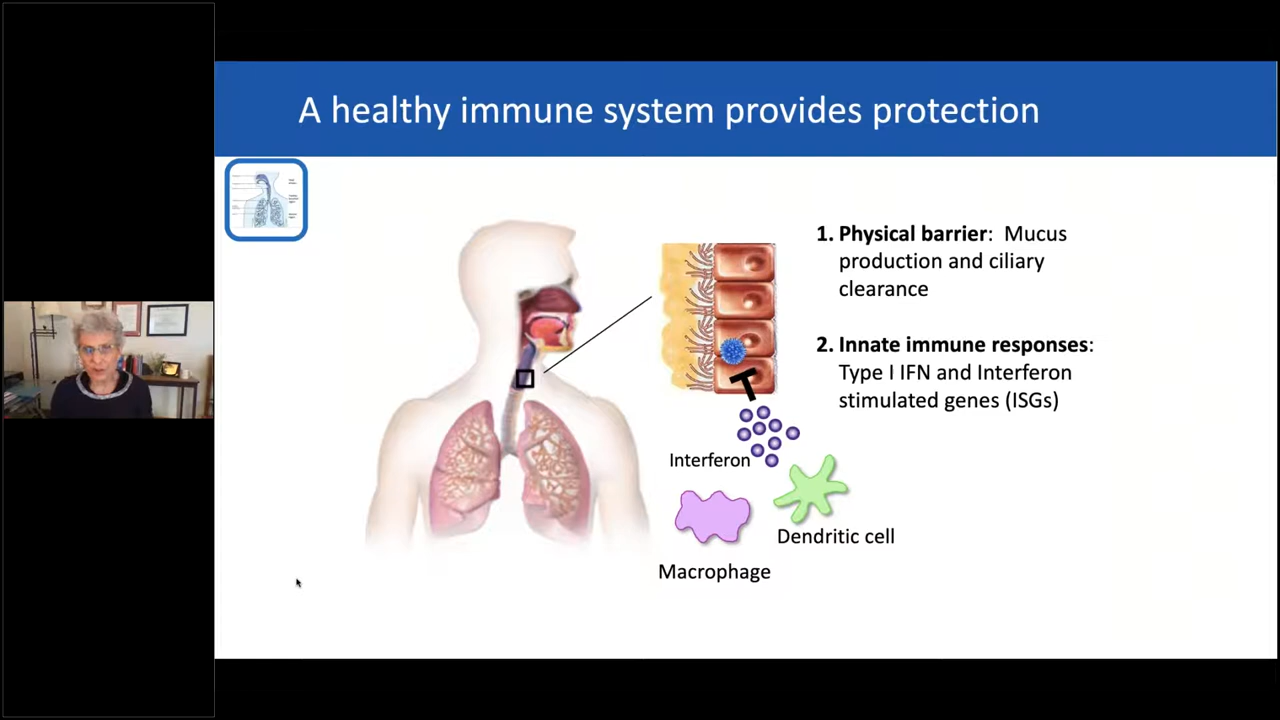 A healthy immune system provides protection
1. Physical barrier: Mucus
production and ciliary
clearance
2. Innate immune responses:
Type I IFN and Interferon
stimulated genes (ISGs)
Interferon
Dendritic cell
Macrophage